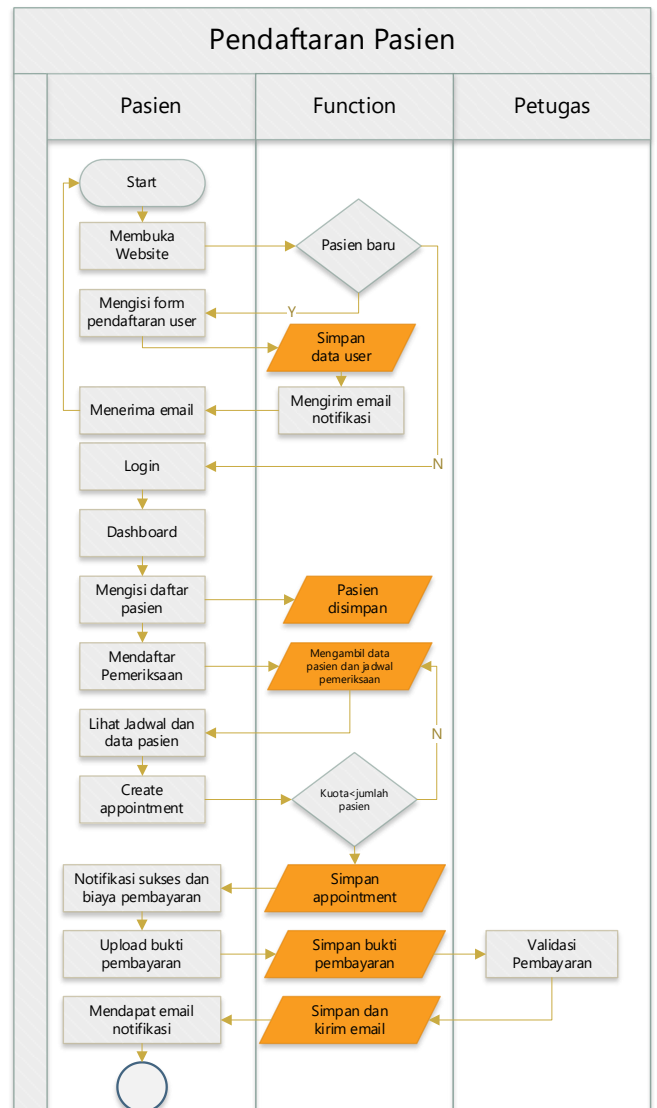 Pendaftaran Pasien
Pasien
Function
Petugas
Start
Membuka
Website
Pasien baru
Mengisi form
pendaftaran user
Y
Simpan
data user
Menerima email
Mengirim email
notifikasi
Login
N
Dashboard
Mengisi daftar
pasien
Pasien
disimpan
Mendaftar
Pemeriksaan
Mengambil data
pasien dan jadwal
pemeriksaan
Lihat Jadwal dan
data pasien
N
Create
appointment
Kuota<jumlah
pasien
Notifikasi sukses dan
biaya pembayaran
Simpan
appointment
Upload bukti
pembayaran
Simpan bukti
pembayaran
Validasi
Pembayaran
Mendapat email
notifikasi
Simpan dan
kirim email